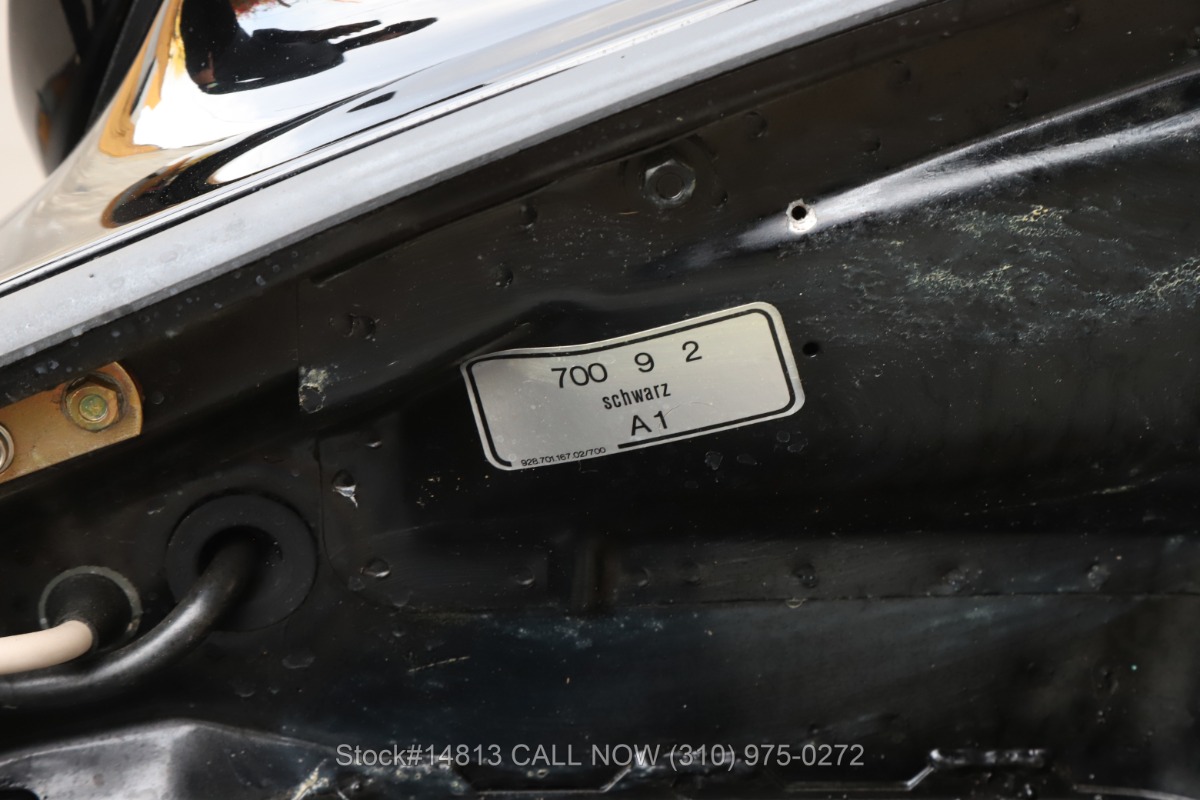 700 9 2
schwarz
A1
928.701.167.02/700
Stock#14813 CALL NOW (310) 975-0272